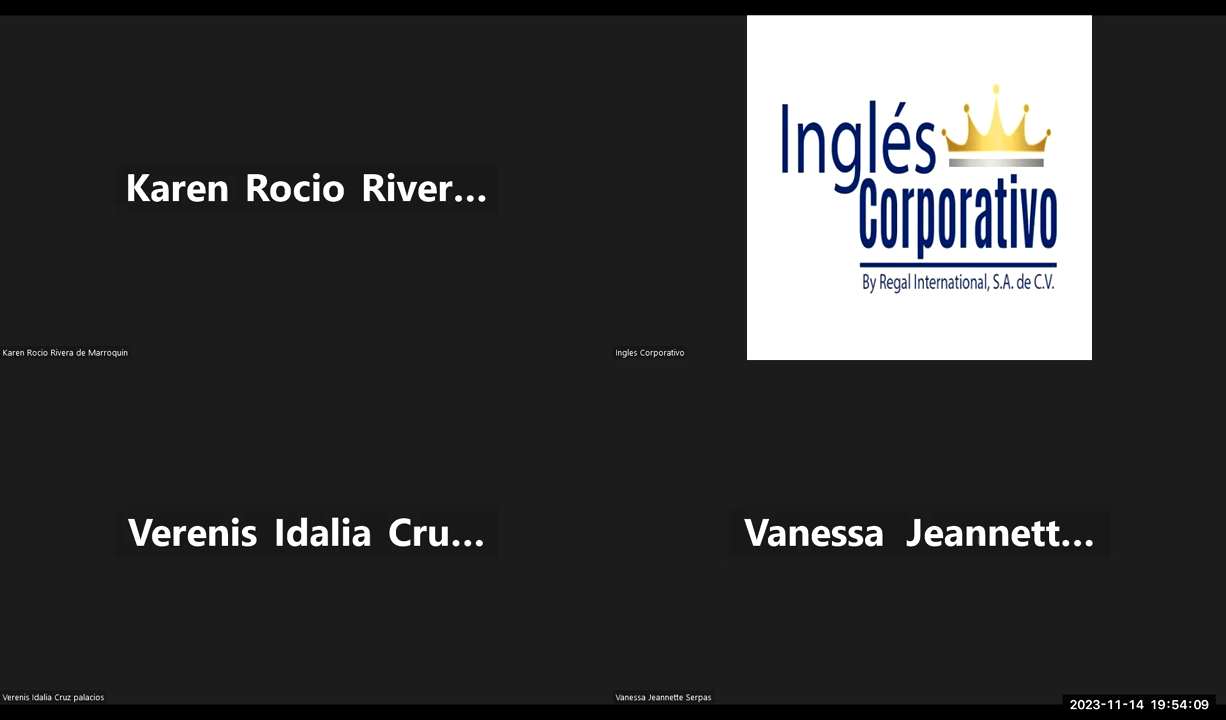 Karen Rocio River...
Karen Rocio Rivera de Marroquin
Inglés
Corporativo
By Regal International, S.A. de C.V.
Ingles Corporativo
Verenis Idalia Cru...
Verenis Idalia Cruz palacios
Vanessa Jeannett...
Vanessa Jeannette Serpas
2023-11-14 19:54:09